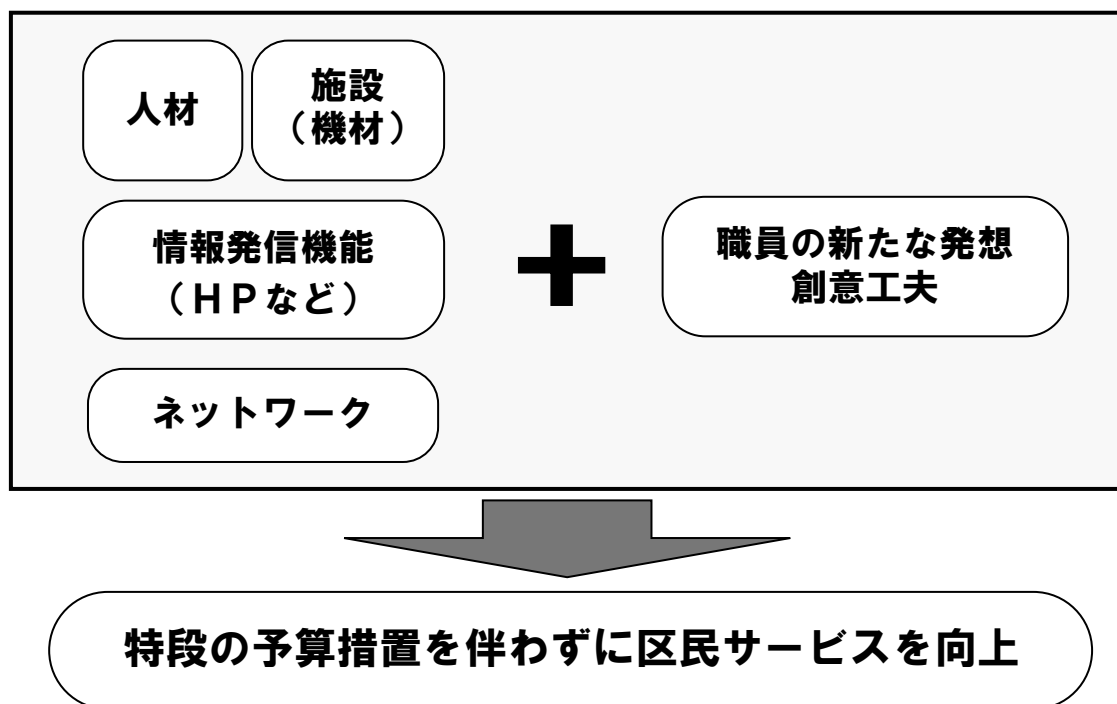 人材
施設
（機材）
情報発信機能
（ＨＰなど）
ネットワーク
＋
職員の新たな発想
創意工夫
特段の予算措置を伴わずに区民サービスを向上